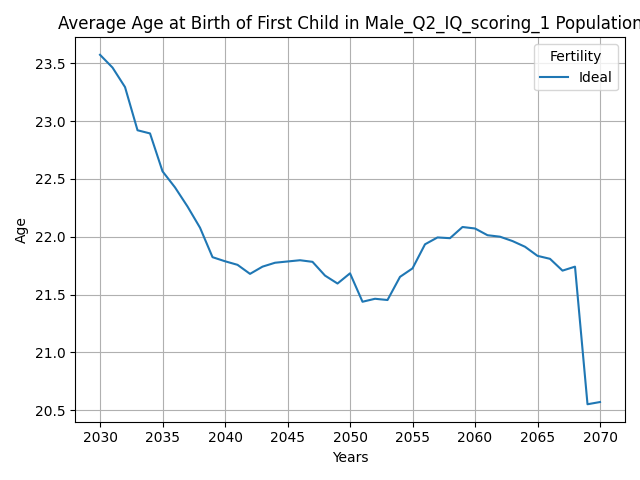 Average Age at Birth of First Child in Male_Q2_IQ_scoring_1 Population
Fertility
Ideal
23.5
23.0
22.5
22.0
21.5
21.0
20.5
Age
2030 2035 2040 2045 2050 2055 2060 2065 2070
Years